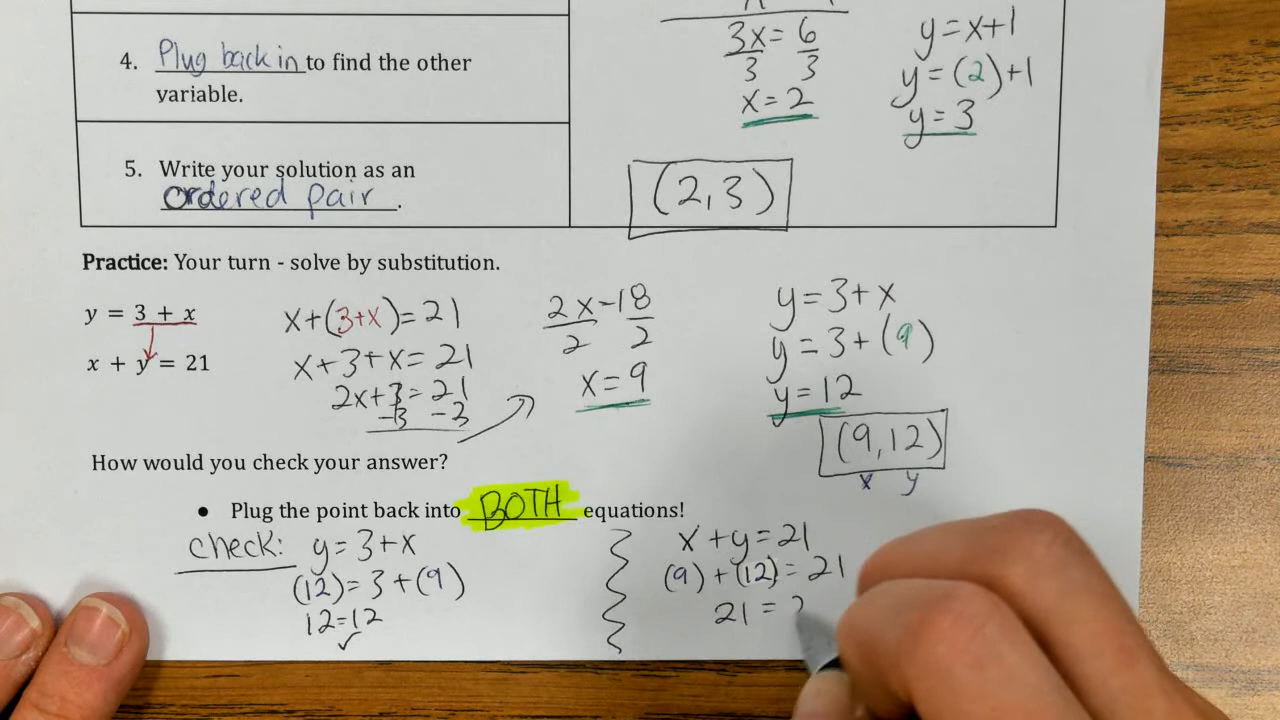 4. Plug back in to find the other
variable.
5. Write your solution as an
ordered pair.
3x = 6
3 3
x = 2
y = x+1
y = (2)+1
y = 3
(2,3)
Practice: Your turn - solve by substitution.
y = 3 + x
x + y = 21
x+(3+x)=21
x+3+x=21
2x+3=21
-3 -3
2x-18
2 2
x=9
y=3+x
y=3+(9)
y=12
(9,12)
x y
How would you check your answer?
• Plug the point back into BOTH equations!
check: y=3+x
(12)=3+(9)
12=12
✓
x+y=21
(9)+(12)=21
21=